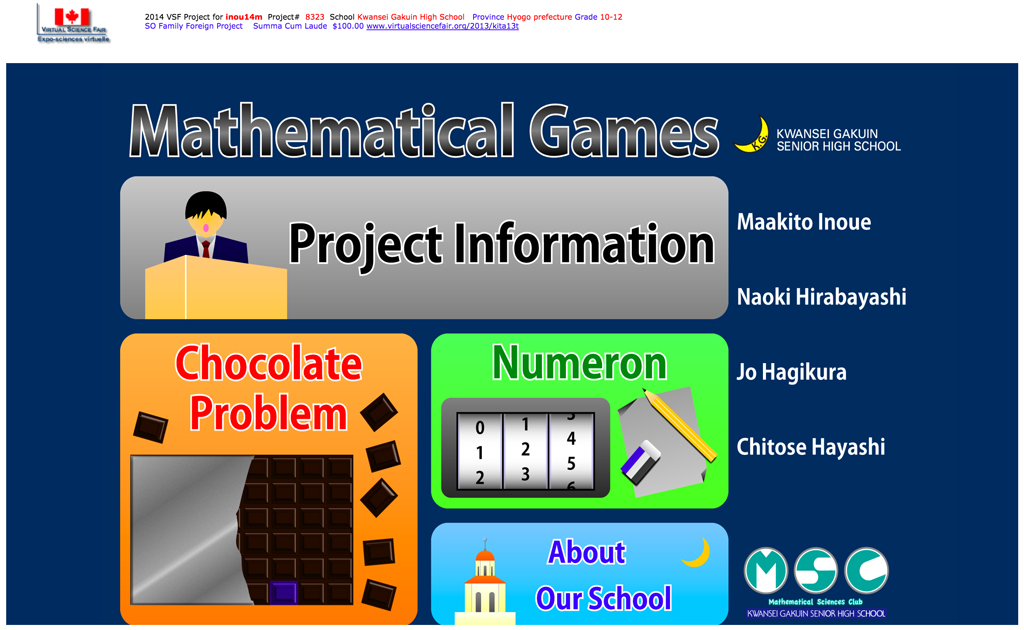 2014 VSF Project for inou14m Project# 8323 School Kwansei Gakuin High School Province Hyogo prefecture Grade 10-12
SO Family Foreign Project Summa Cum Laude $100.00 www.virtualsciencefair.org/2013/kita13t
Virtual Science Fair
Expo-sciences virtuelle
Mathematical Games
KGS
KWANSEI GAKUIN
SENIOR HIGH SCHOOL
Project Information
Maakito Inoue
Naoki Hirabayashi
Jo Hagikura
Chitose Hayashi
Chocolate
Problem
Numeron
0 1 3
1 2 4
2 3 5
6
About
Our School
MSC
Mathematical Sciences Club
KWANSEI GAKUIN SENIOR HIGH SCHOOL